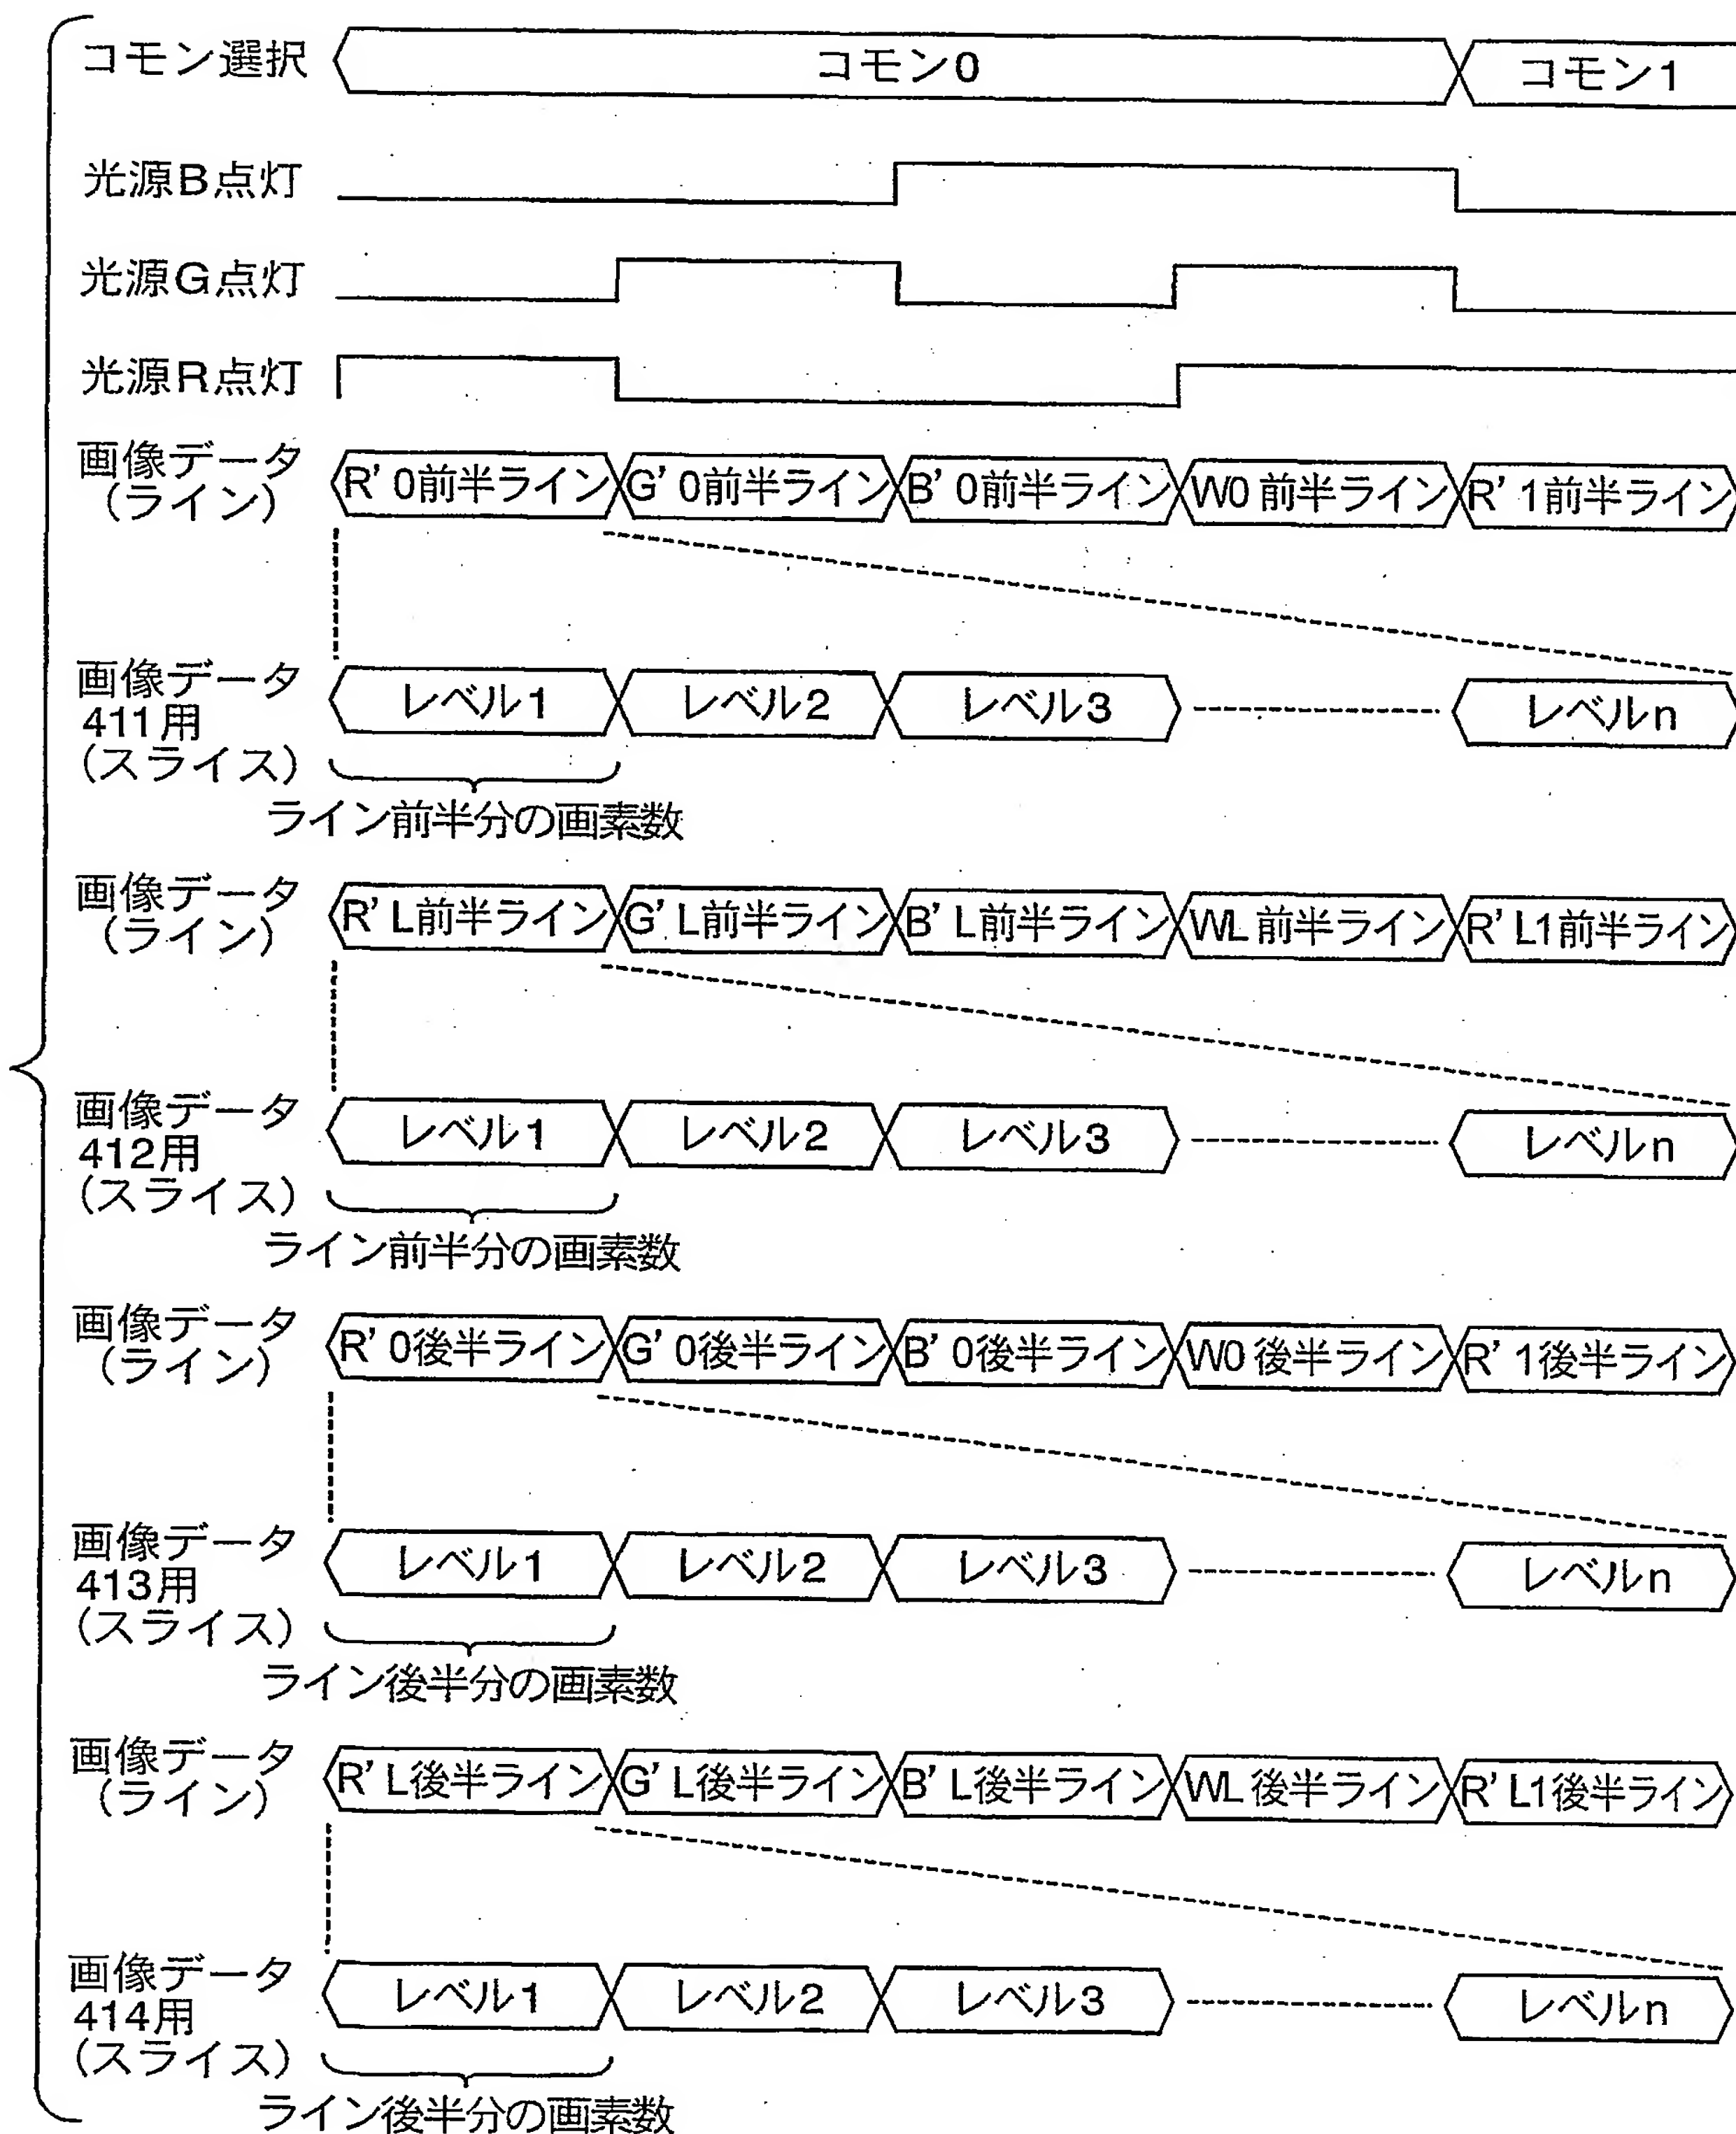 コモン選択 コモン0 コモン1
光源B点灯
光源G点灯
光源R点灯
画像データ
(ライン)
R' 0前半ライン G' 0前半ライン B' 0前半ライン W0 前半ライン R' 1前半ライン
画像データ
411用
(スライス)
レベル1 レベル2 レベル3 レベルn
ライン前半分の画素数
画像データ
(ライン)
R' L前半ライン G' L前半ライン B' L前半ライン WL 前半ライン R' L1前半ライン
画像データ
412用
(スライス)
レベル1 レベル2 レベル3 レベルn
ライン前半分の画素数
画像データ
(ライン)
R' 0後半ライン G' 0後半ライン B' 0後半ライン W0 後半ライン R' 1後半ライン
画像データ
413用
(スライス)
レベル1 レベル2 レベル3 レベルn
ライン後半分の画素数
画像データ
(ライン)
R' L後半ライン G' L後半ライン B' L後半ライン WL 後半ライン R' L1後半ライン
画像データ
414用
(スライス)
レベル1 レベル2 レベル3 レベルn
ライン後半分の画素数